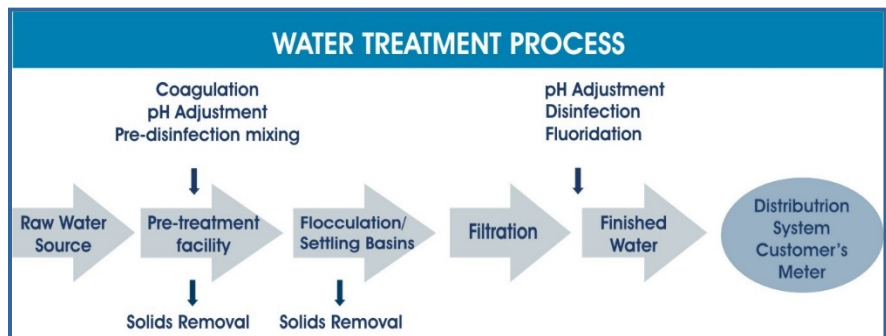 WATER TREATMENT PROCESS
Coagulation
pH Adjustment
Pre-disinfection mixing
pH Adjustment
Disinfection
Fluoridation
Raw Water
Source
Pre-treatment
facility
Flocculation/
Settling Basins
Filtration
Finished
Water
Distributrion
System
Customer's
Meter
Solids Removal
Solids Removal